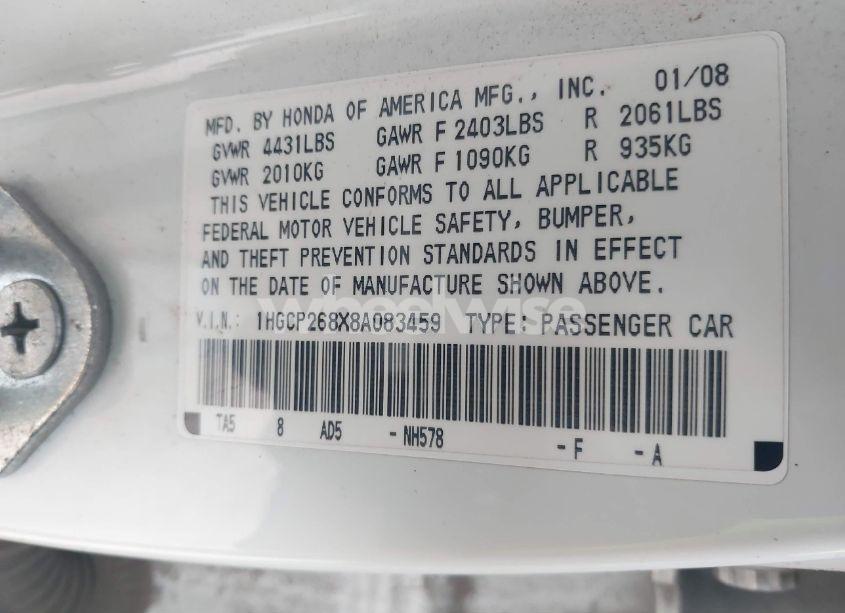 MFD. BY HONDA OF AMERICA MFG., INC. 01/08
GVWR 4431LBS GAWR F 2403LBS R 2061LBS
GVWR 2010KG GAWR F 1090KG R 935KG
THIS VEHICLE CONFORMS TO ALL APPLICABLE
FEDERAL MOTOR VEHICLE SAFETY, BUMPER,
AND THEFT PREVENTION STANDARDS IN EFFECT
ON THE DATE OF MANUFACTURE SHOWN ABOVE.
wheelwise
V.I.N.: 1HGCP268X8A083459 TYPE: PASSENGER CAR
TA5 8 AD5 -NH578 -F -A